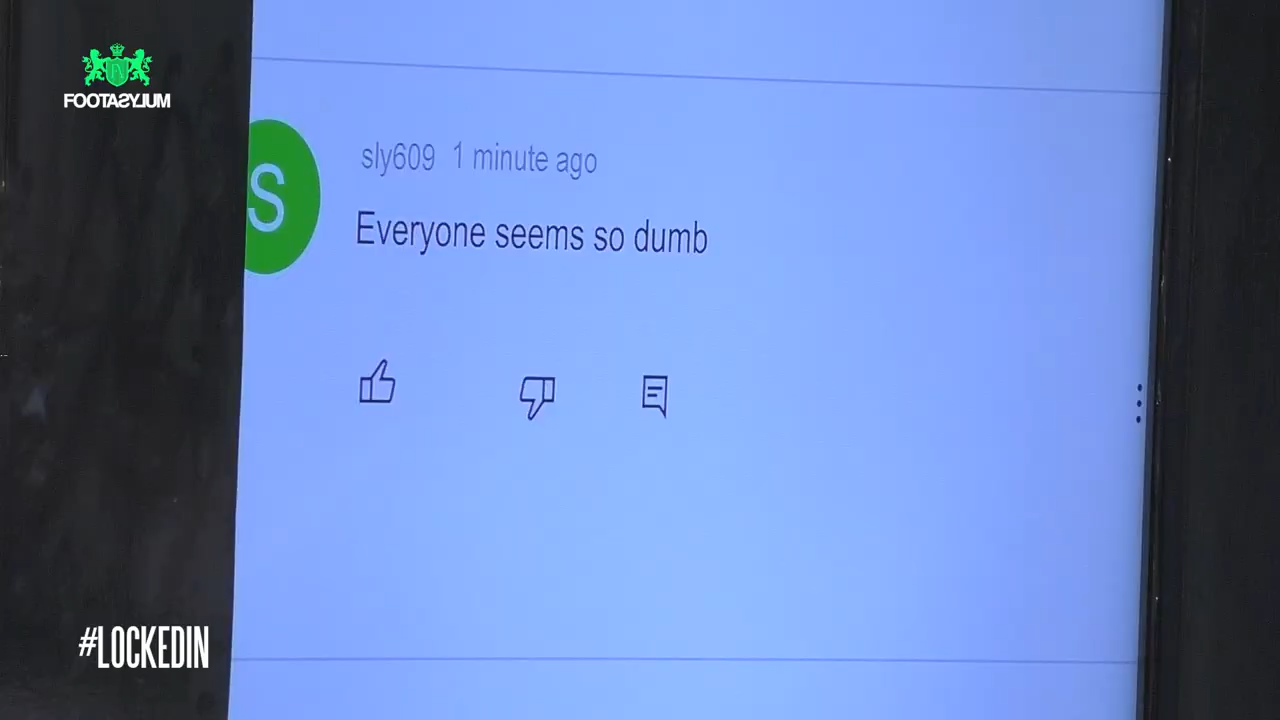 FOOTASYLUM
sly609 1 minute ago
S
Everyone seems so dumb
#LOCKEDIN